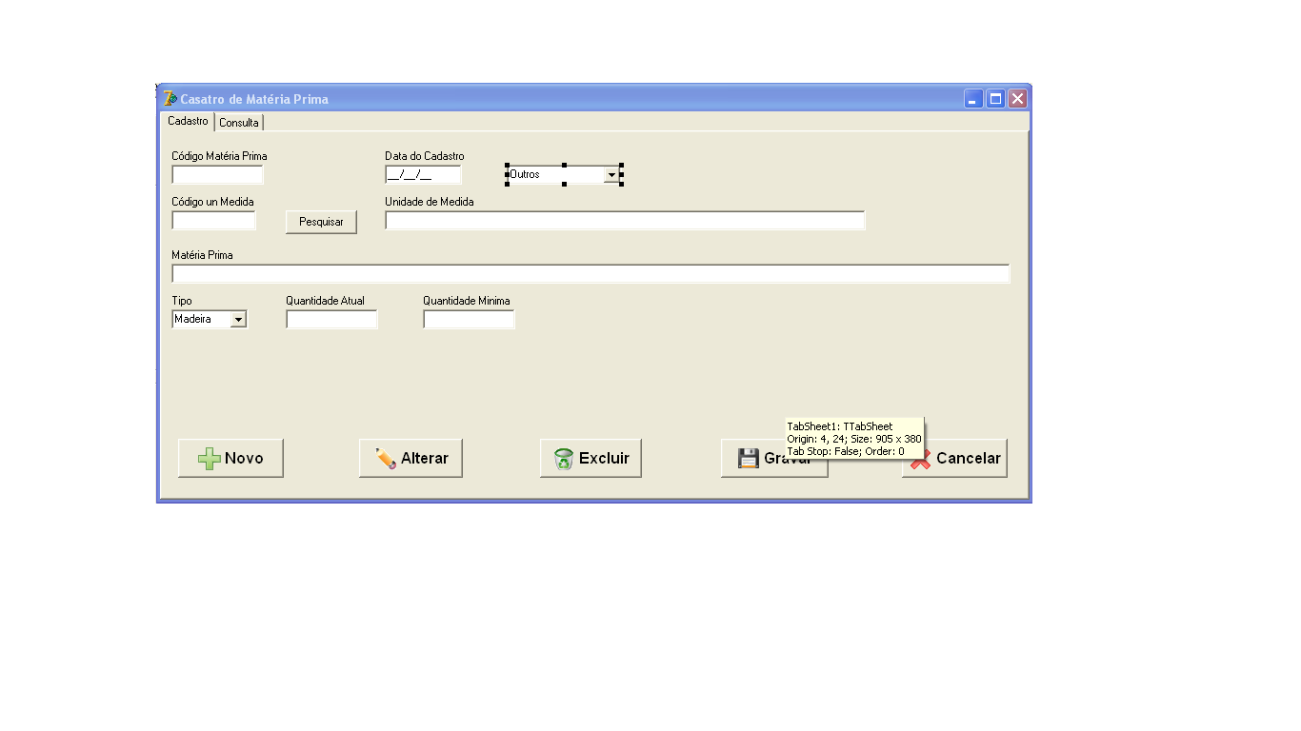 Casatro de Matéria Prima
Cadastro Consulta
Código Matéria Prima Data do Cadastro
__/__/__ Outros
Código un Medida Unidade de Medida
Pesquisar
Matéria Prima
Tipo Quantidade Atual Quantidade Minima
Madeira
TabSheet1: TTabSheet
Origin: 4, 24; Size: 905 x 380
Tab Stop: False; Order: 0
Novo Alterar Excluir Gravar Cancelar